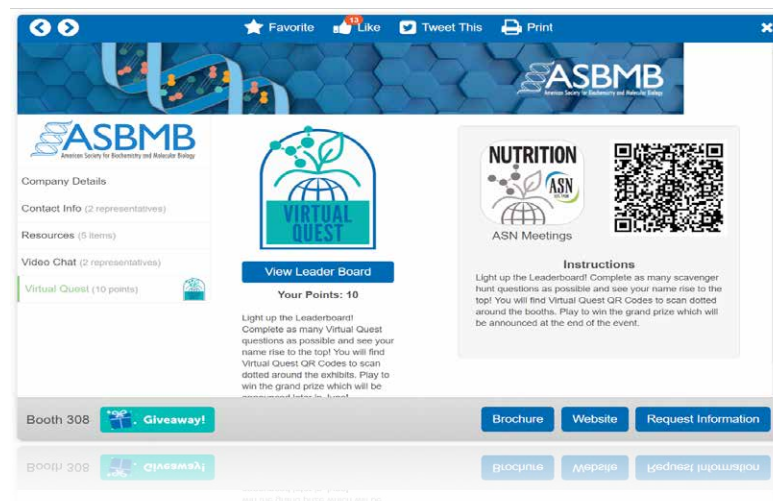 Favorite
13
Like
Tweet This
Print
ASBMB
American Society for Biochemistry and Molecular Biology
ASBMB
American Society for Biochemistry and Molecular Biology
Company Details
Contact Info (2 representatives)
Resources (5 items)
Video Chat (2 representatives)
Virtual Quest (10 points)
VIRTUAL
QUEST
View Leader Board
Your Points: 10
Light up the Leaderboard!
Complete as many Virtual Quest
questions as possible and see your
name rise to the top! You will find
Virtual Quest QR Codes to scan
dotted around the exhibits. Play to
win the grand prize which will be
announced later in June!
NUTRITION
ASN
ASN Meetings
Instructions
Light up the Leaderboard! Complete as many scavenger
hunt questions as possible and see your name rise to the
top! You will find Virtual Quest QR Codes to scan dotted
around the booths. Play to win the grand prize which will
be announced at the end of the event.
Booth 308
Giveaway!
Brochure
Website
Request Information